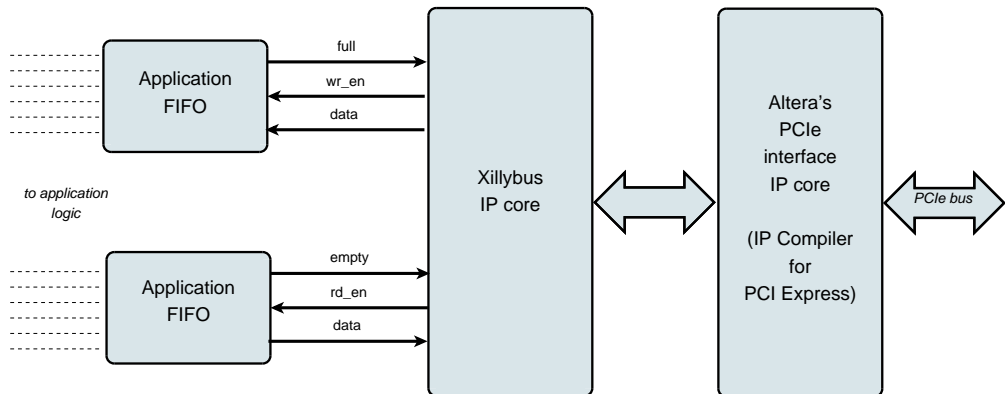 full
wr_en
data
Application
FIFO
to application
logic
empty
rd_en
data
Application
FIFO
Xillybus
IP core
Altera's
PCIe
interface
IP core
(IP Compiler
for
PCI Express)
PCIe bus